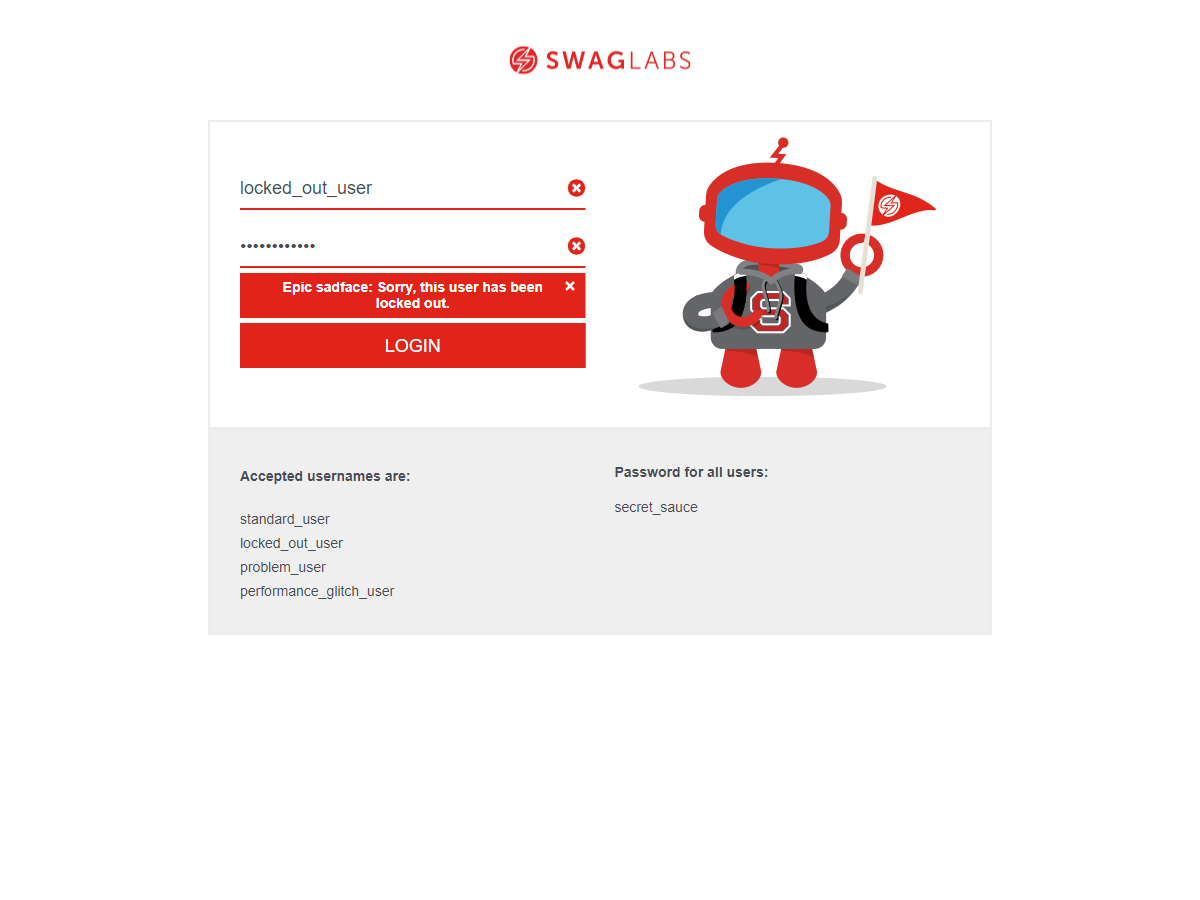 SWAGLABS
locked_out_user
••••••••••••
Epic sadface: Sorry, this user has been
locked out.
LOGIN
S
Accepted usernames are:
standard_user
locked_out_user
problem_user
performance_glitch_user
Password for all users:
secret_sauce